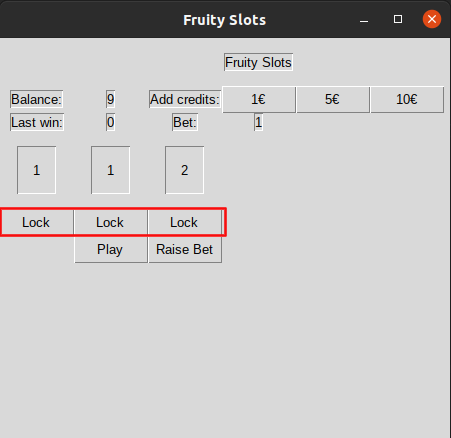 Fruity Slots
Fruity Slots
Balance: 9 Add credits: 1€ 5€ 10€
Last win: 0 Bet: 1
1 1 2
Lock Lock Lock
Play Raise Bet